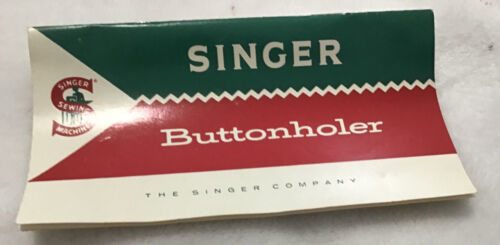 SINGER
SINGER
SEWING
MACHINES
Buttonholer
THE SINGER COMPANY